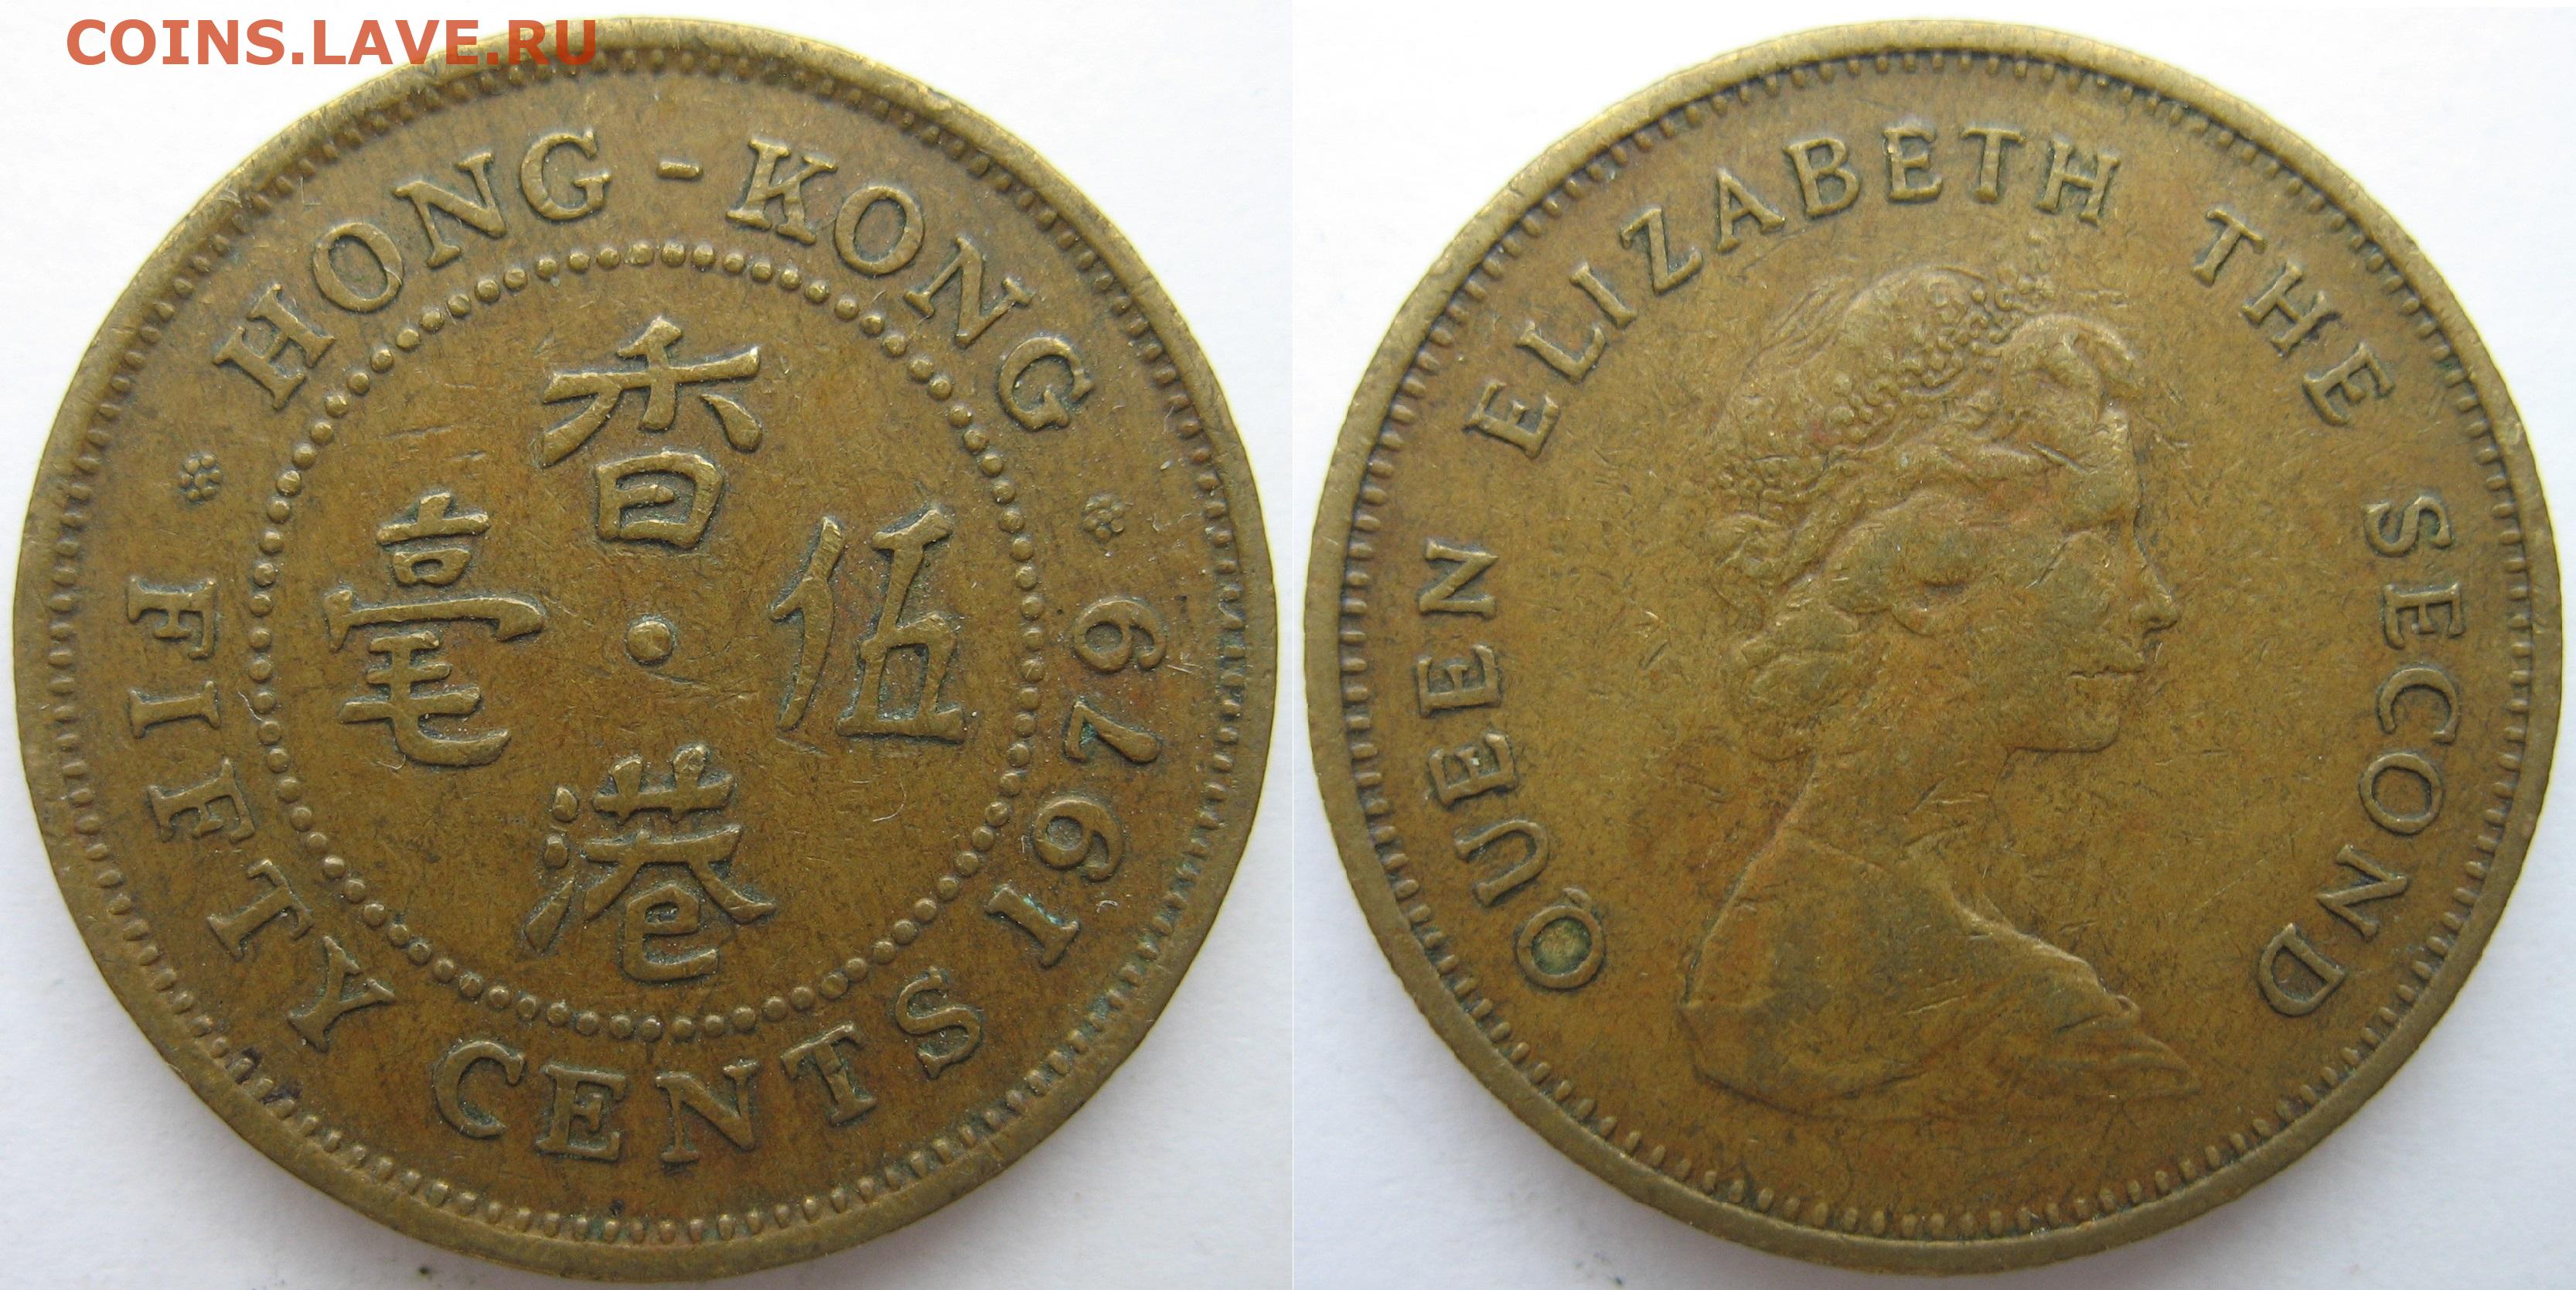 COINS.LAVE.RU
HONG-KONG
香港
伍毫
FIFTY CENTS 1979
QUEEN ELIZABETH THE SECOND